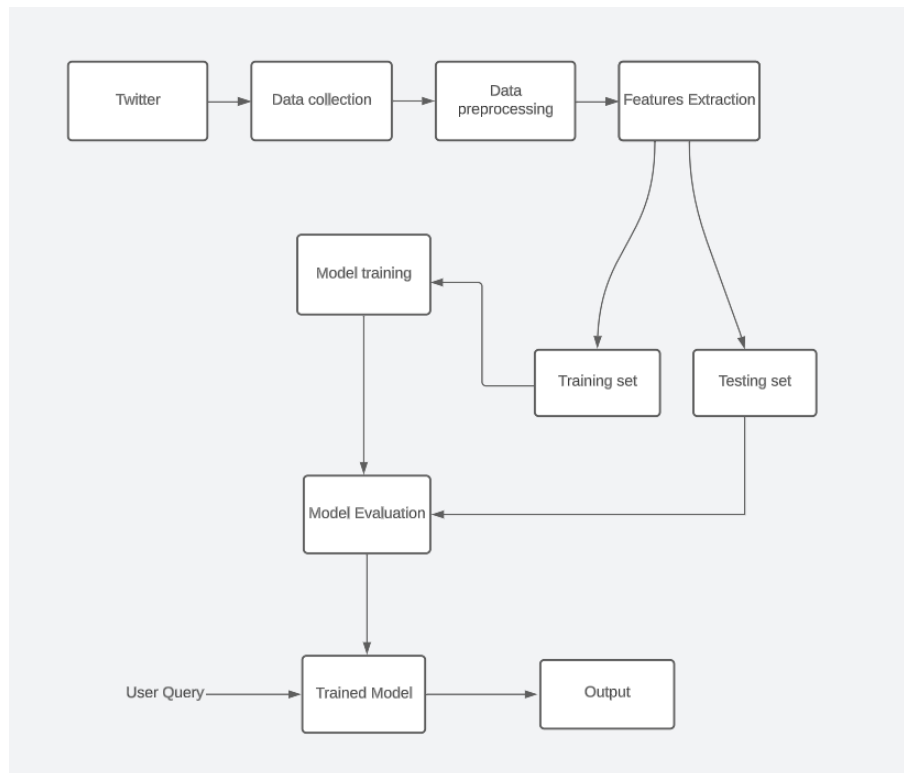 Twitter
Data collection
Data
preprocessing
Features Extraction
Model training
Training set
Testing set
Model Evaluation
User Query
Trained Model
Output